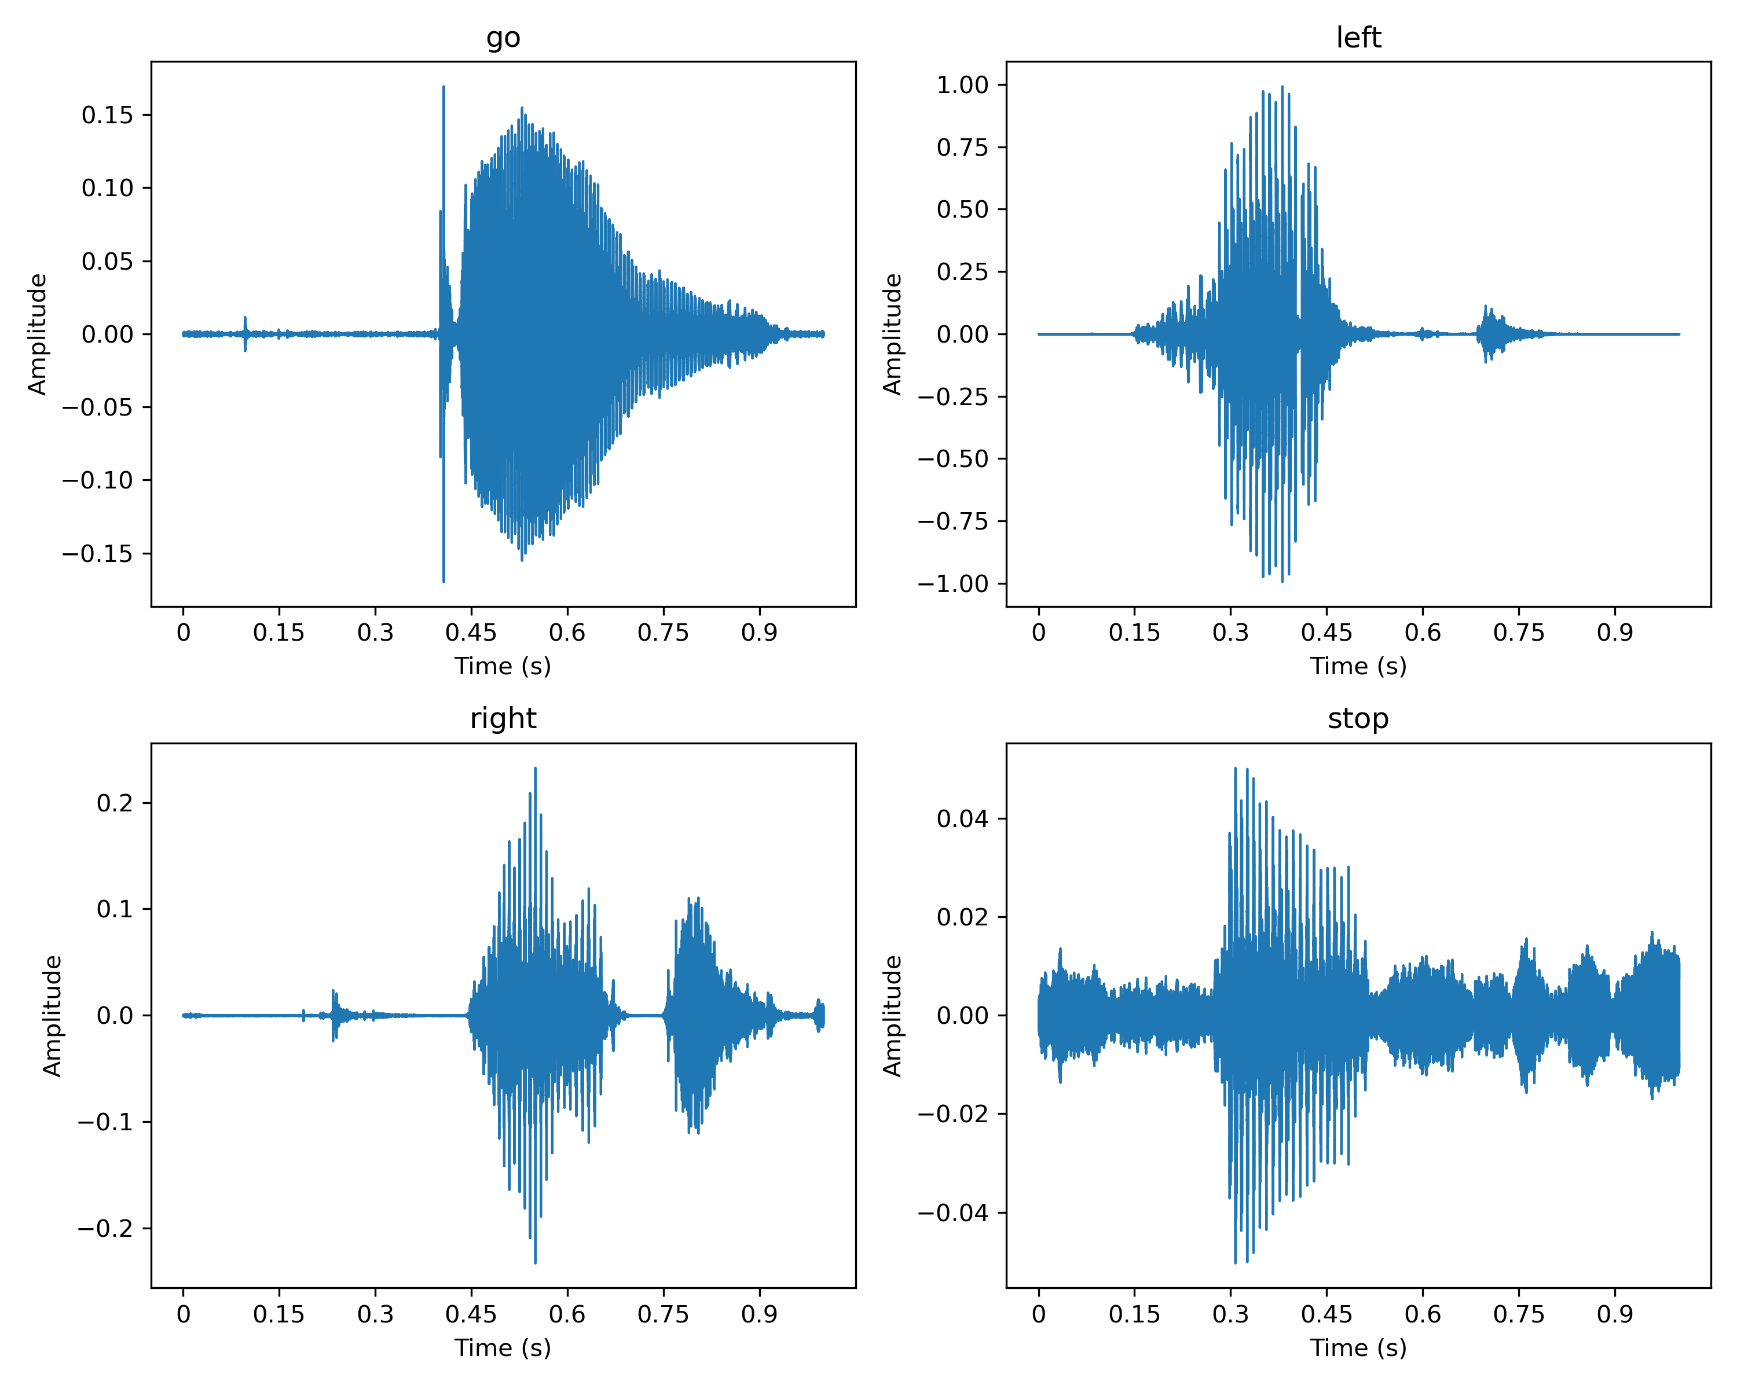 go
0.15
0.10
0.05
0.00
−0.05
−0.10
−0.15
Amplitude
0 0.15 0.3 0.45 0.6 0.75 0.9
Time (s)
left
1.00
0.75
0.50
0.25
0.00
−0.25
−0.50
−0.75
−1.00
Amplitude
0 0.15 0.3 0.45 0.6 0.75 0.9
Time (s)
right
0.2
0.1
0.0
−0.1
−0.2
Amplitude
0 0.15 0.3 0.45 0.6 0.75 0.9
Time (s)
stop
0.04
0.02
0.00
−0.02
−0.04
Amplitude
0 0.15 0.3 0.45 0.6 0.75 0.9
Time (s)